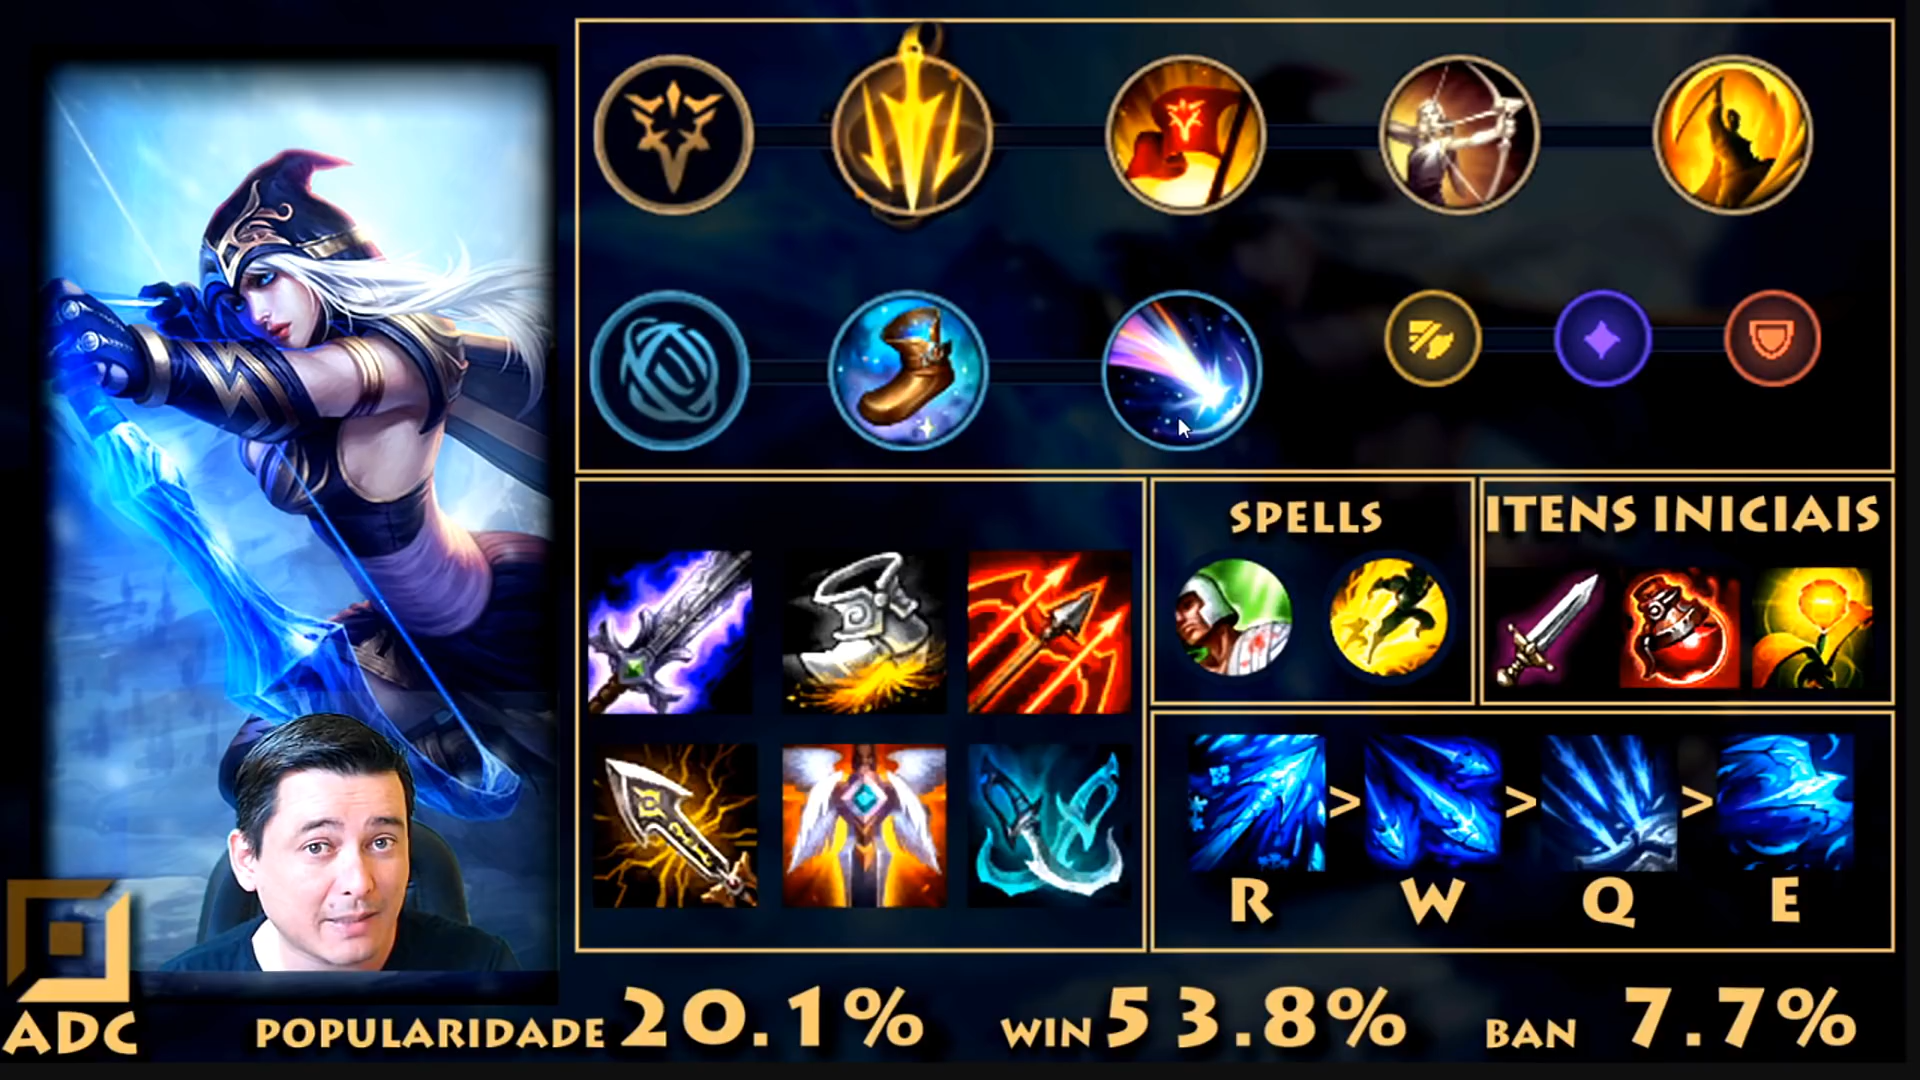 SPELLS
ITENS INICIAIS
> > >
R W Q E
ADC
POPULARIDADE 20.1% WIN 53.8% BAN 7.7%